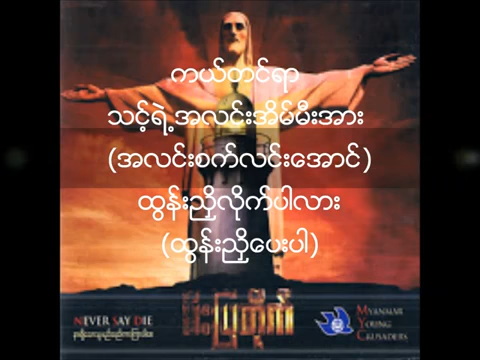 ကယ်တင်ရာ
သင့်ရဲ့အလင်းအိမ်မီးအား
(အလင်းစက်လင်းအောင်)
ထွန်းညှိလိုက်ပါလား
(ထွန်းညှိပေးပါ)
NEVER SAY DIE
MYANMAR
YOUNG
CRUSADERS